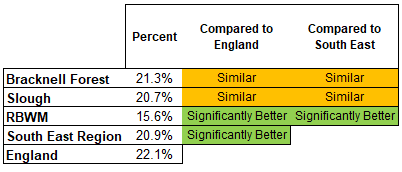 Percent Compared to England Compared to South East
Bracknell Forest 21.3% Similar Similar
Slough 20.7% Similar Similar
RBWM 15.6% Significantly Better Significantly Better
South East Region 20.9% Significantly Better
England 22.1%